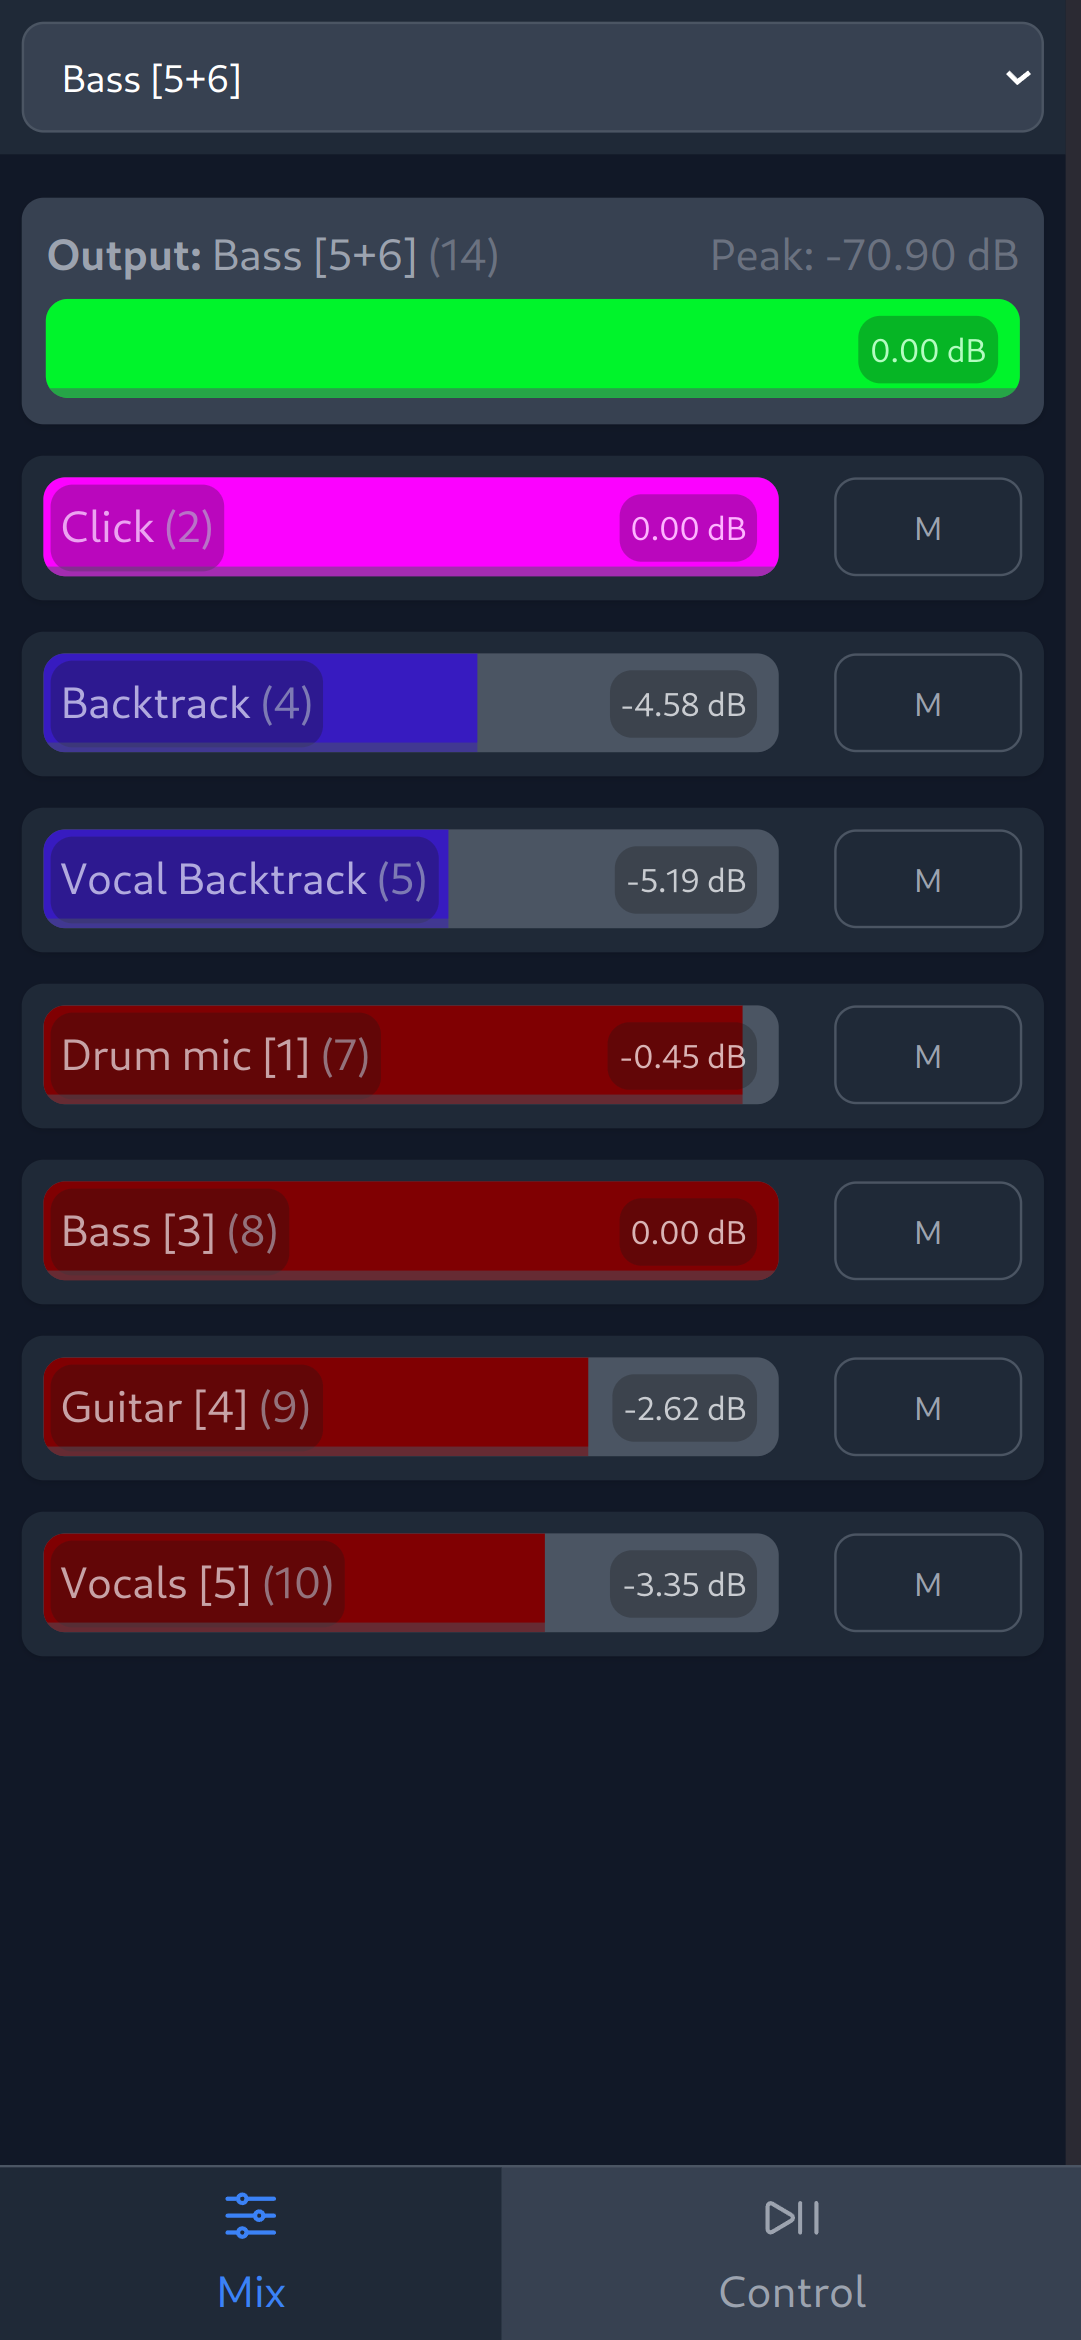 Bass [5+6]
Output: Bass [5+6] (14) Peak: -70.90 dB
0.00 dB
Click (2) 0.00 dB M
Backtrack (4) -4.58 dB M
Vocal Backtrack (5) -5.19 dB M
Drum mic [1] (7) -0.45 dB M
Bass [3] (8) 0.00 dB M
Guitar [4] (9) -2.62 dB M
Vocals [5] (10) -3.35 dB M
Mix Control